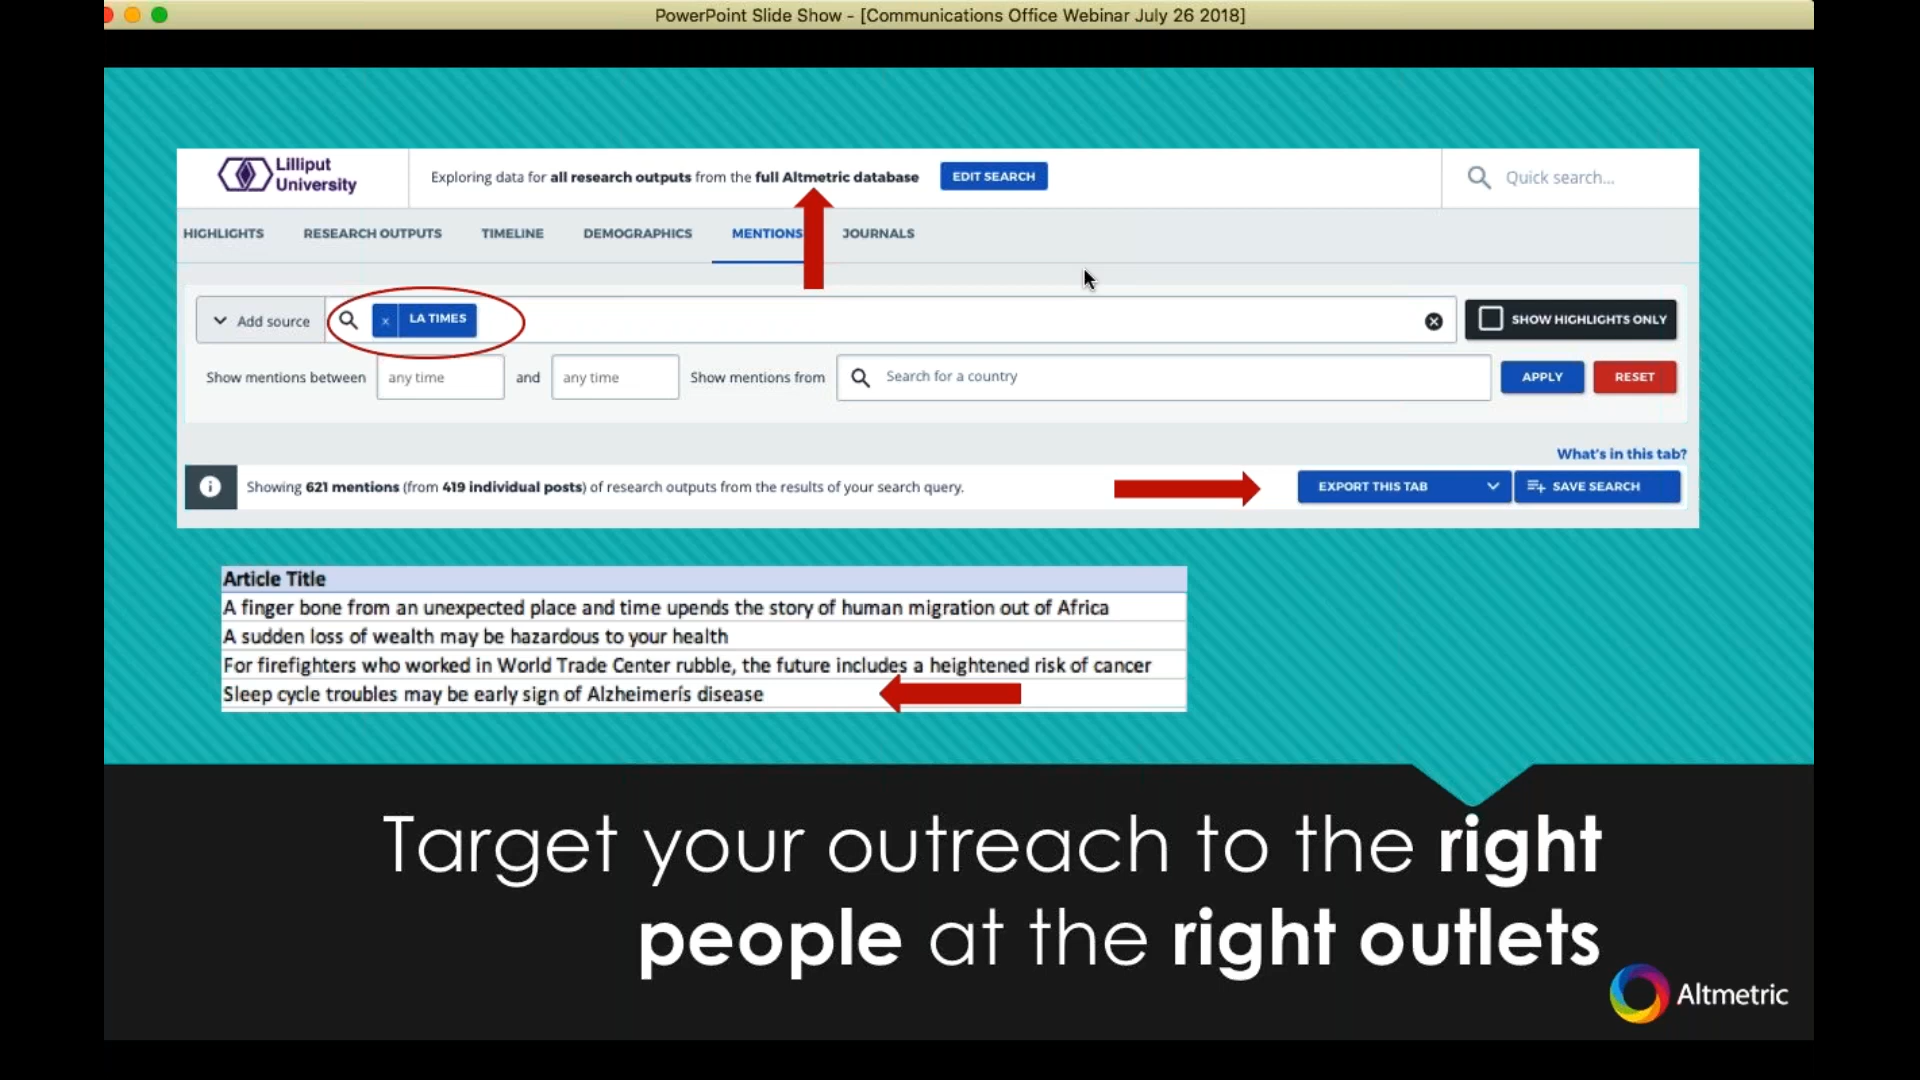 PowerPoint Slide Show - [Communications Office Webinar July 26 2018]
Lilliput
University
Exploring data for all research outputs from the full Altmetric database
EDIT SEARCH
Quick search...
HIGHLIGHTS RESEARCH OUTPUTS TIMELINE DEMOGRAPHICS MENTIONS JOURNALS
Add source
× LA TIMES
SHOW HIGHLIGHTS ONLY
Show mentions between any time and any time Show mentions from Search for a country
APPLY RESET
What's in this tab?
Showing 621 mentions (from 419 individual posts) of research outputs from the results of your search query.
EXPORT THIS TAB SAVE SEARCH
Article Title
A finger bone from an unexpected place and time upends the story of human migration out of Africa
A sudden loss of wealth may be hazardous to your health
For firefighters who worked in World Trade Center rubble, the future includes a heightened risk of cancer
Sleep cycle troubles may be early sign of Alzheimerís disease
Target your outreach to the right
people at the right outlets
Altmetric